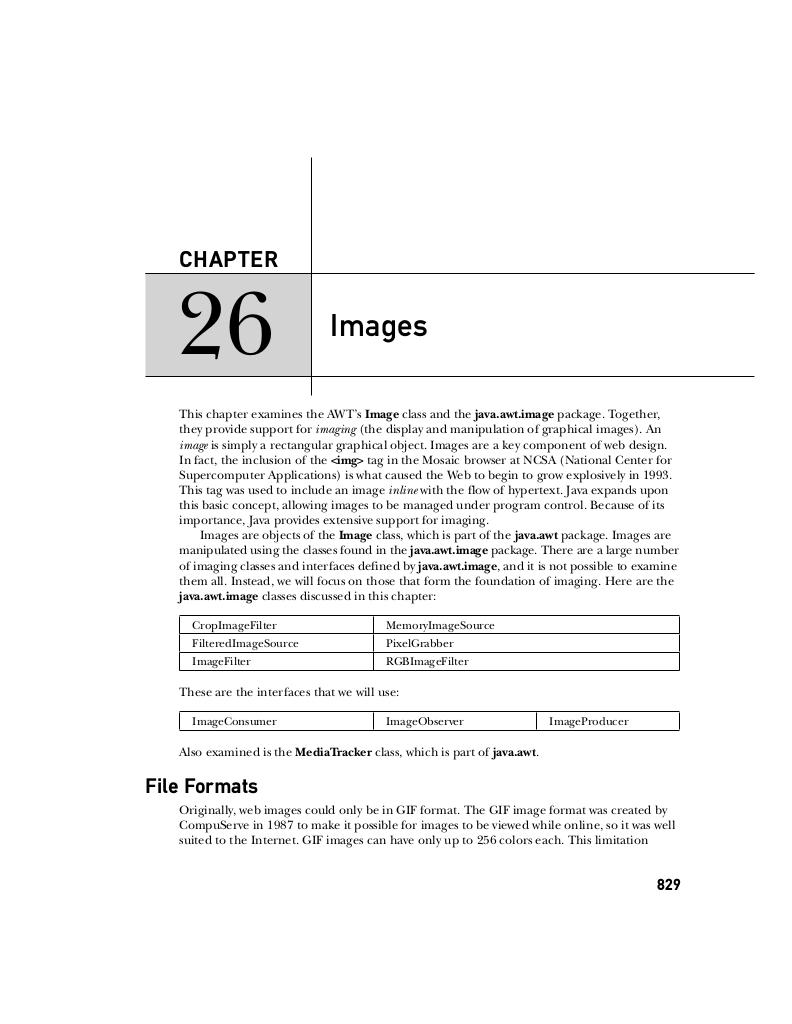 CHAPTER
26
Images
This chapter examines the AWT's Image class and the java.awt.image package. Together,
they provide support for imaging (the display and manipulation of graphical images). An
image is simply a rectangular graphical object. Images are a key component of web design.
In fact, the inclusion of the <img> tag in the Mosaic browser at NCSA (National Center for
Supercomputer Applications) is what caused the Web to begin to grow explosively in 1993.
This tag was used to include an image inline with the flow of hypertext. Java expands upon
this basic concept, allowing images to be managed under program control. Because of its
importance, Java provides extensive support for imaging.
Images are objects of the Image class, which is part of the java.awt package. Images are
manipulated using the classes found in the java.awt.image package. There are a large number
of imaging classes and interfaces defined by java.awt.image, and it is not possible to examine
them all. Instead, we will focus on those that form the foundation of imaging. Here are the
java.awt.image classes discussed in this chapter:
CropImageFilter MemoryImageSource
FilteredImageSource PixelGrabber
ImageFilter RGBImageFilter
These are the interfaces that we will use:
ImageConsumer ImageObserver ImageProducer
Also examined is the MediaTracker class, which is part of java.awt.
File Formats
Originally, web images could only be in GIF format. The GIF image format was created by
CompuServe in 1987 to make it possible for images to be viewed while online, so it was well
suited to the Internet. GIF images can have only up to 256 colors each. This limitation
829